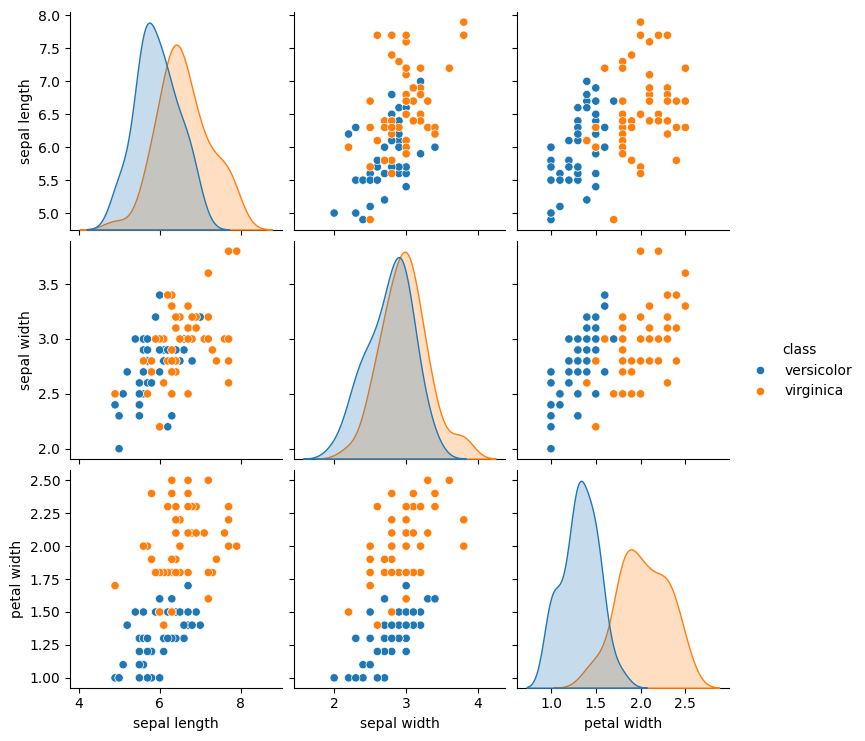 8.0
7.5
7.0
6.5
6.0
5.5
5.0
sepal length
3.5
3.0
2.5
2.0
sepal width
class
versicolor
virginica
2.50
2.25
2.00
1.75
1.50
1.25
1.00
petal width
4 6 8 2 3 4 1.0 1.5 2.0 2.5
sepal length sepal width petal width